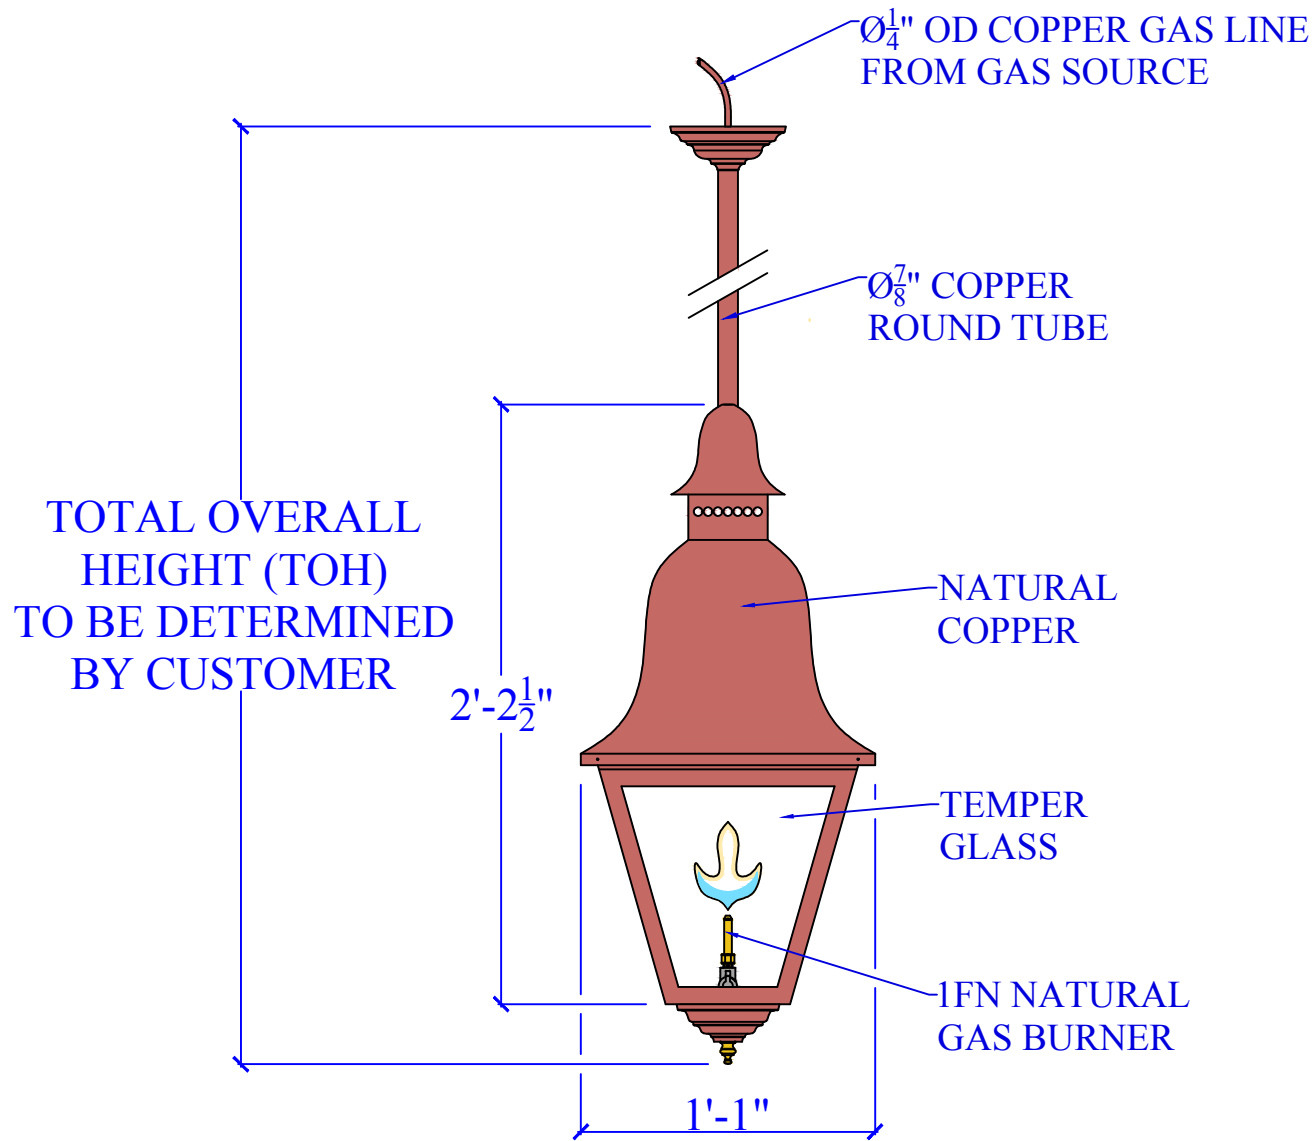 Ø1/4" OD COPPER GAS LINE
FROM GAS SOURCE
Ø7/8" COPPER
ROUND TUBE
TOTAL OVERALL
HEIGHT (TOH)
TO BE DETERMINED
BY CUSTOMER
2'-2 1/2"
NATURAL
COPPER
TEMPER
GLASS
1FN NATURAL
GAS BURNER
1'-1"